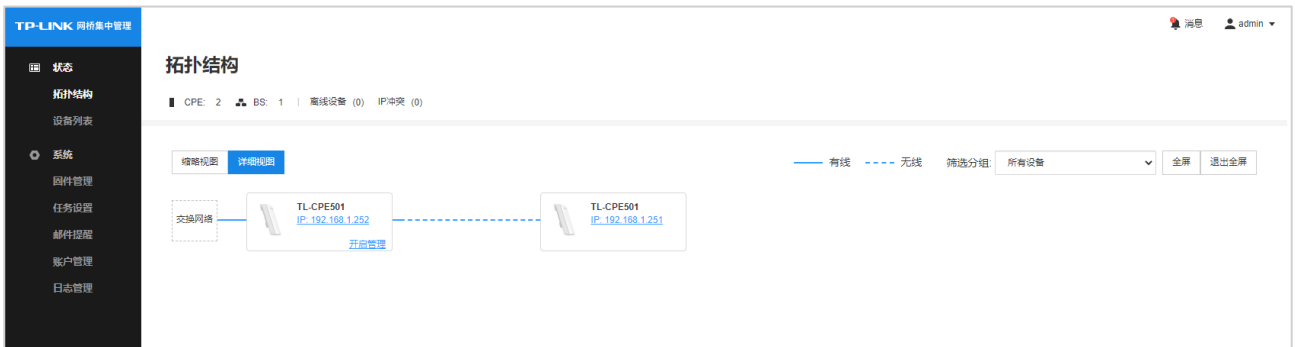 TP-LINK 网桥集中管理
消息 admin
状态
拓扑结构
设备列表
系统
固件管理
任务设置
邮件提醒
账户管理
日志管理
拓扑结构
CPE: 2 BS: 1 | 离线设备 (0) IP冲突 (0)
缩略视图 详细视图
有线 无线 筛选分组: 所有设备 全屏 退出全屏
交换网络
TL-CPE501
IP: 192.168.1.252
开启管理
TL-CPE501
IP: 192.168.1.251